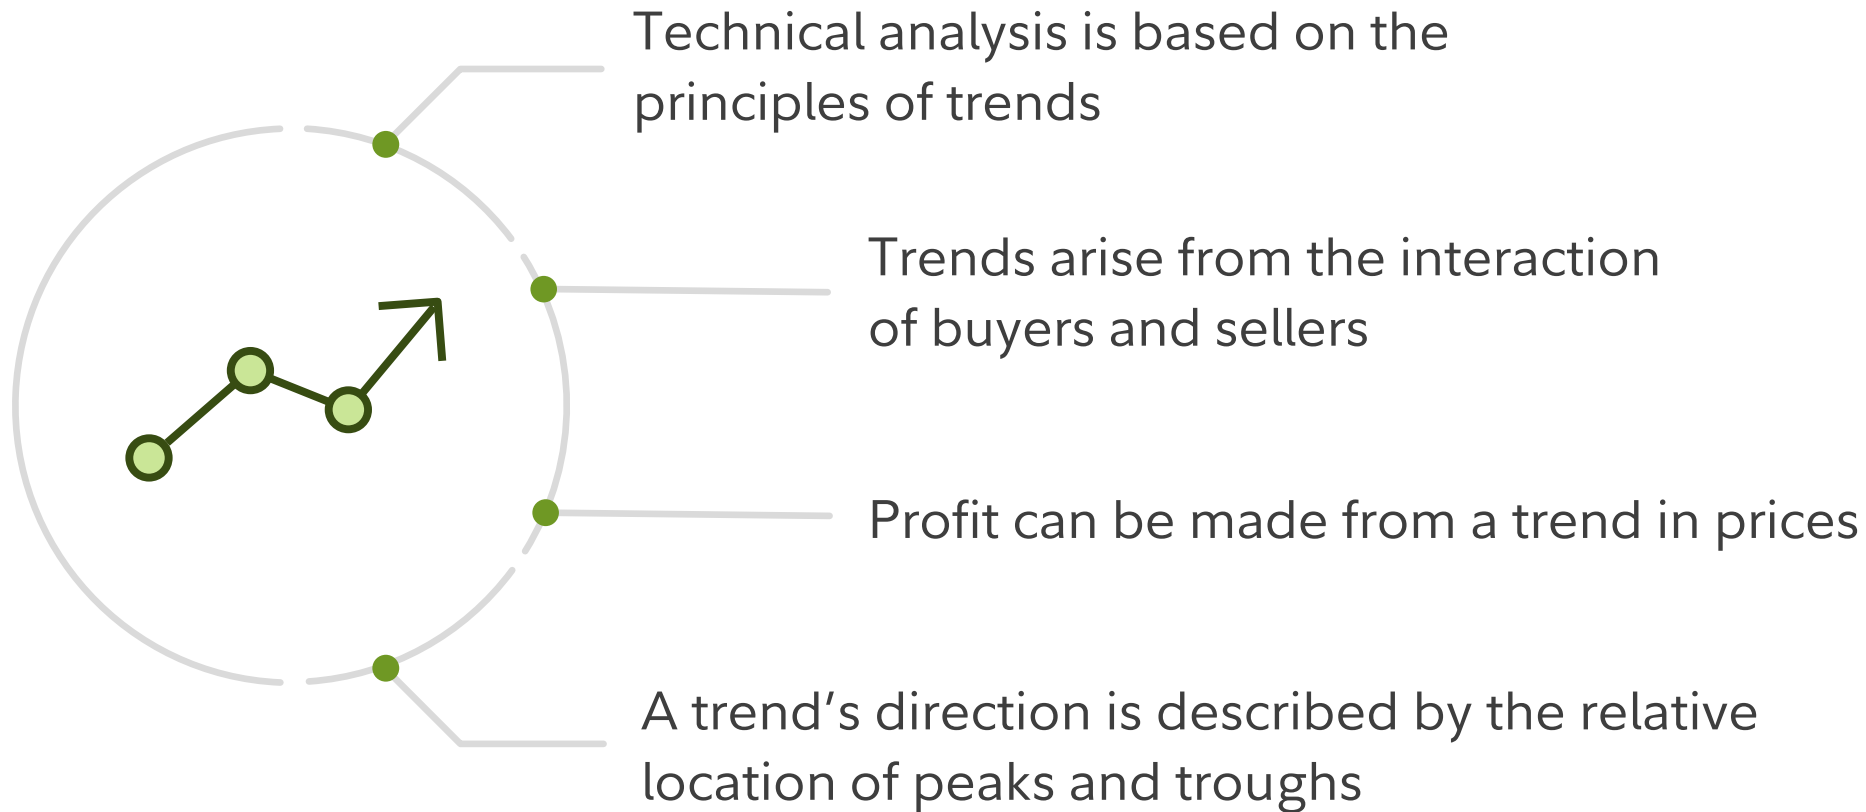 Technical analysis is based on the
principles of trends
Trends arise from the interaction
of buyers and sellers
Profit can be made from a trend in prices
A trend’s direction is described by the relative
location of peaks and troughs